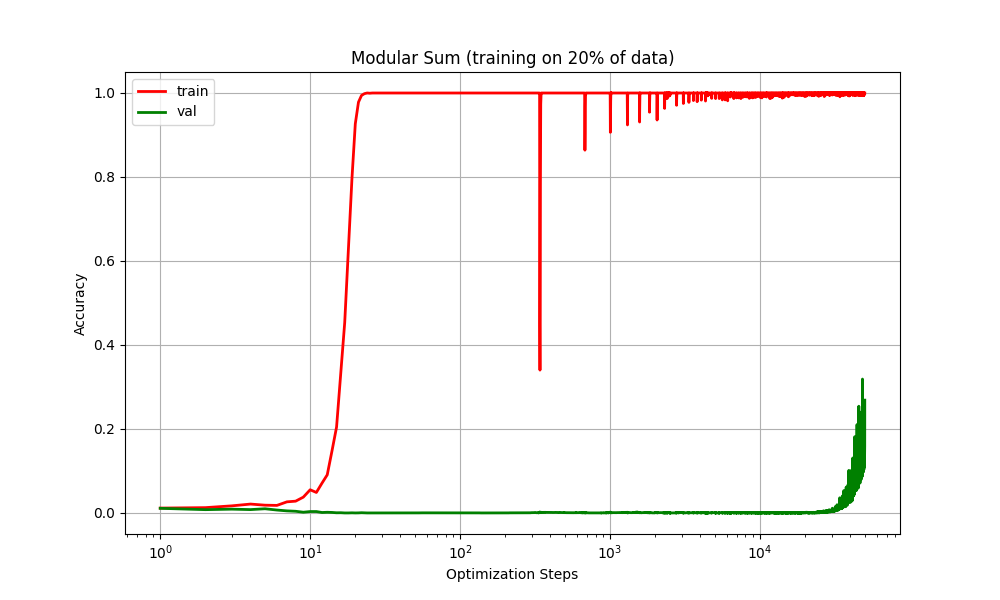 Modular Sum (training on 20% of data)
train
val
1.0
0.8
0.6
0.4
0.2
0.0
Accuracy
10⁰
10¹
10²
10³
10⁴
Optimization Steps